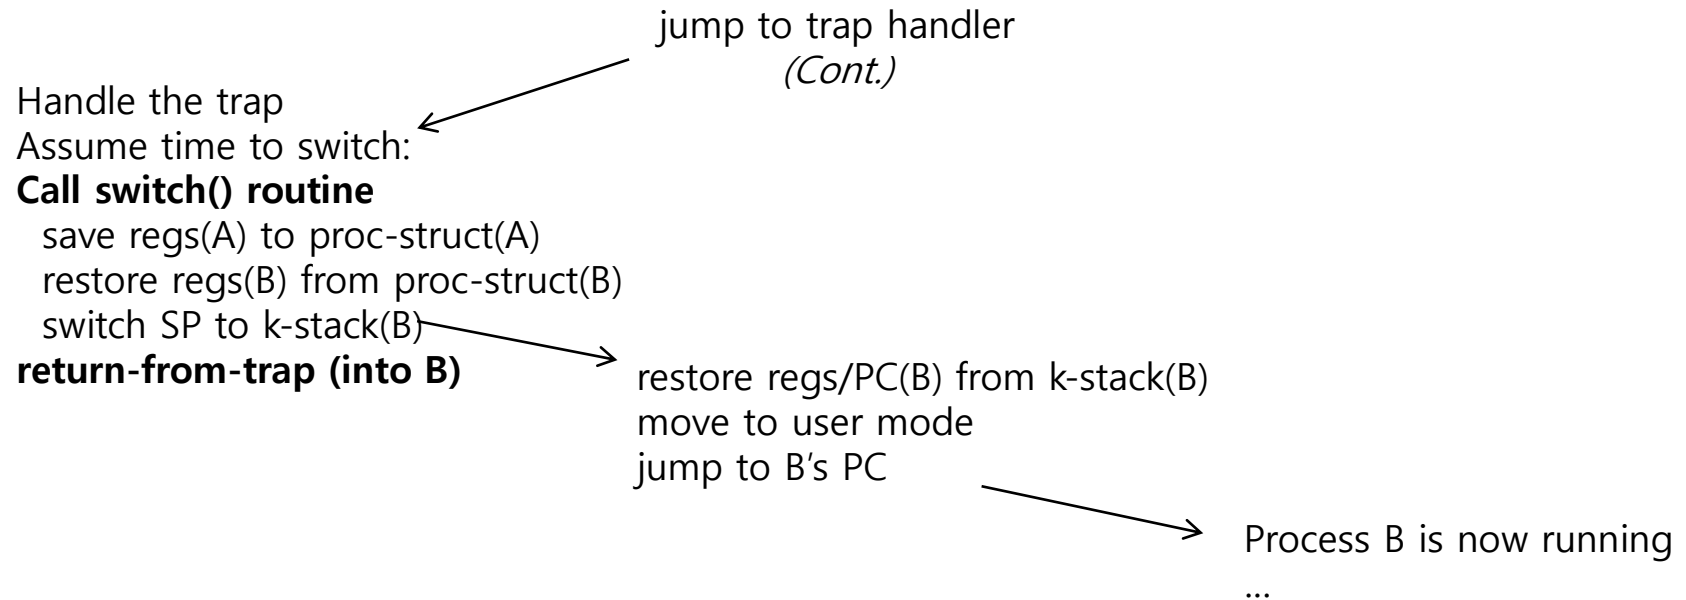 jump to trap handler
(Cont.)
Handle the trap
Assume time to switch:
Call switch() routine
save regs(A) to proc-struct(A)
restore regs(B) from proc-struct(B)
switch SP to k-stack(B)
return-from-trap (into B)
restore regs/PC(B) from k-stack(B)
move to user mode
jump to B’s PC
Process B is now running
...